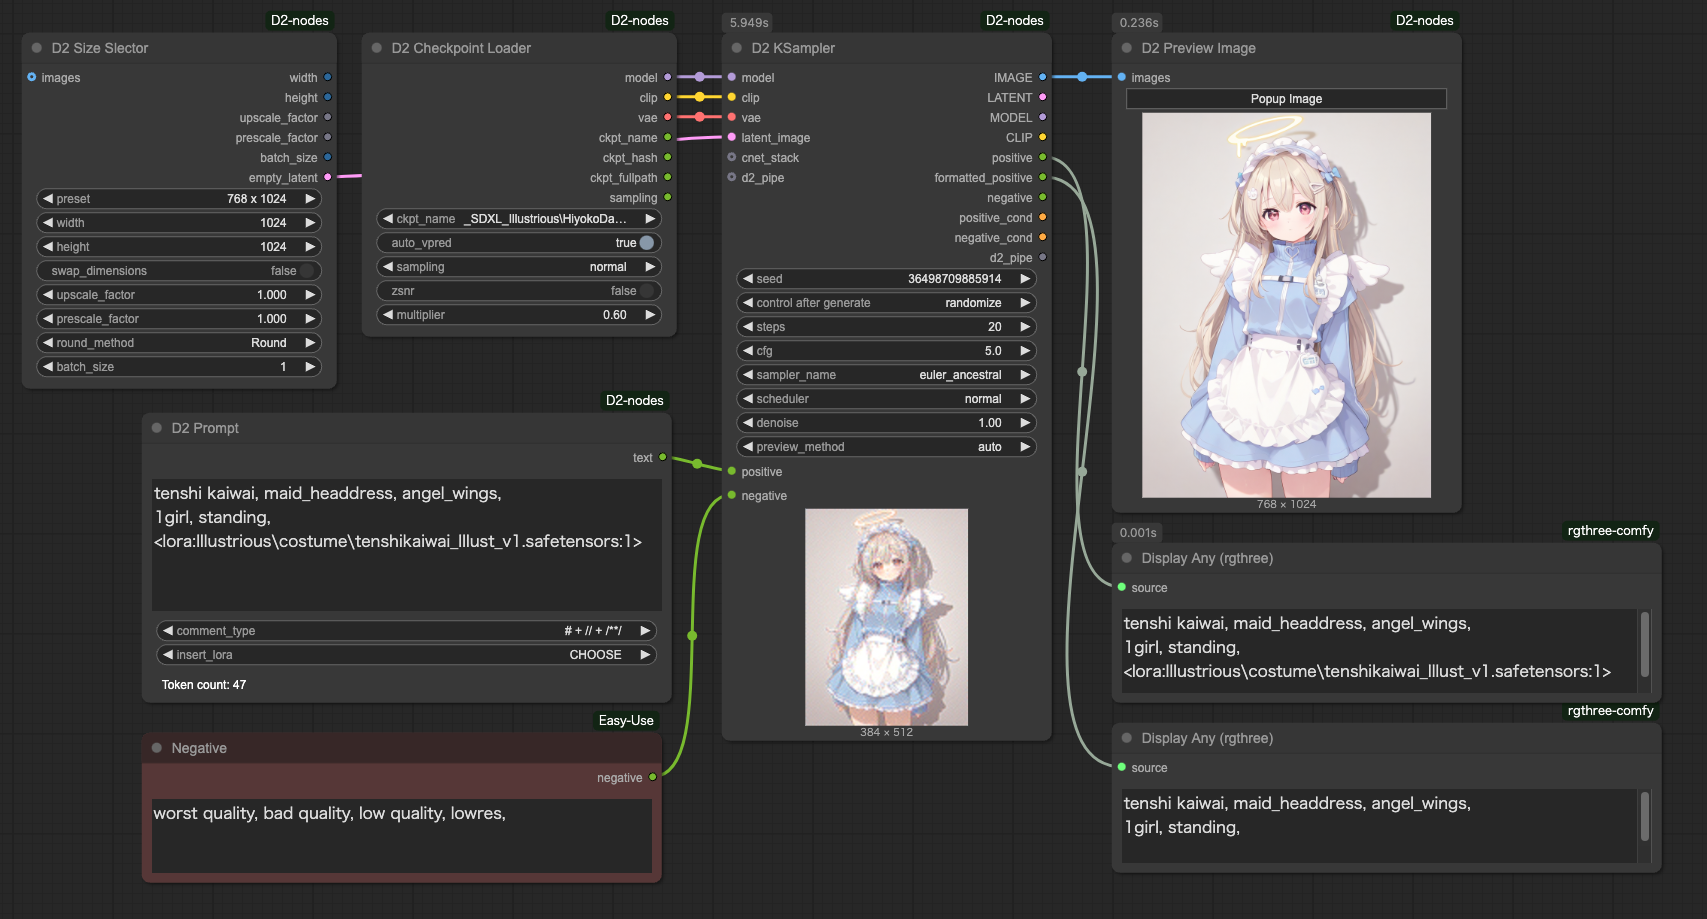 D2-nodes
D2 Size Slector
images
width
height
upscale_factor
prescale_factor
batch_size
empty_latent
preset 768 x 1024
width 1024
height 1024
swap_dimensions false
upscale_factor 1.000
prescale_factor 1.000
round_method Round
batch_size 1
D2-nodes
D2 Checkpoint Loader
model
clip
vae
ckpt_name
ckpt_hash
ckpt_fullpath
sampling
ckpt_name _SDXL_Illustrious\HiyokoDa...
auto_vpred true
sampling normal
zsnr false
multiplier 0.60
D2-nodes
D2 Prompt
text
tenshi kaiwai, maid_headdress, angel_wings,
1girl, standing,
<lora:Illustrious\costume\tenshikaiwai_Illust_v1.safetensors:1>
comment_type # + // + /**/
insert_lora CHOOSE
Token count: 47
Easy-Use
Negative
negative
worst quality, bad quality, low quality, lowres,
5.949s
D2-nodes
D2 KSampler
model IMAGE
clip LATENT
vae MODEL
latent_image CLIP
cnet_stack positive
d2_pipe formatted_positive
negative
positive_cond
negative_cond
d2_pipe
seed 36498709885914
control after generate randomize
steps 20
cfg 5.0
sampler_name euler_ancestral
scheduler normal
denoise 1.00
preview_method auto
positive
negative
384 × 512
0.236s
D2-nodes
D2 Preview Image
images
Popup Image
768 × 1024
0.001s
rgthree-comfy
Display Any (rgthree)
source
tenshi kaiwai, maid_headdress, angel_wings,
1girl, standing,
<lora:Illustrious\costume\tenshikaiwai_Illust_v1.safetensors:1>
rgthree-comfy
Display Any (rgthree)
source
tenshi kaiwai, maid_headdress, angel_wings,
1girl, standing,